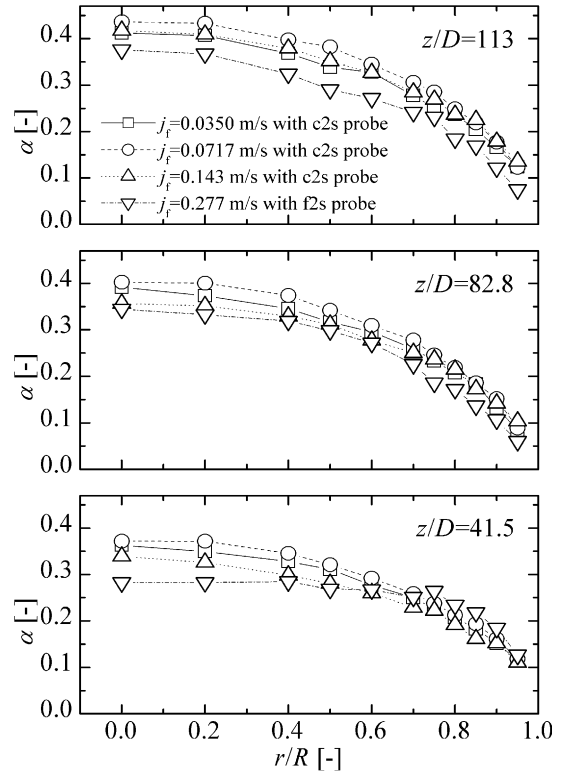 z/D=113
0.4
0.3
0.2
0.1
0.0
α [-]
j_f=0.0350 m/s with c2s probe
j_f=0.0717 m/s with c2s probe
j_f=0.143 m/s with c2s probe
j_f=0.277 m/s with f2s probe
z/D=82.8
0.4
0.3
0.2
0.1
0.0
α [-]
z/D=41.5
0.4
0.3
0.2
0.1
0.0
α [-]
0.0 0.2 0.4 0.6 0.8 1.0
r/R [-]